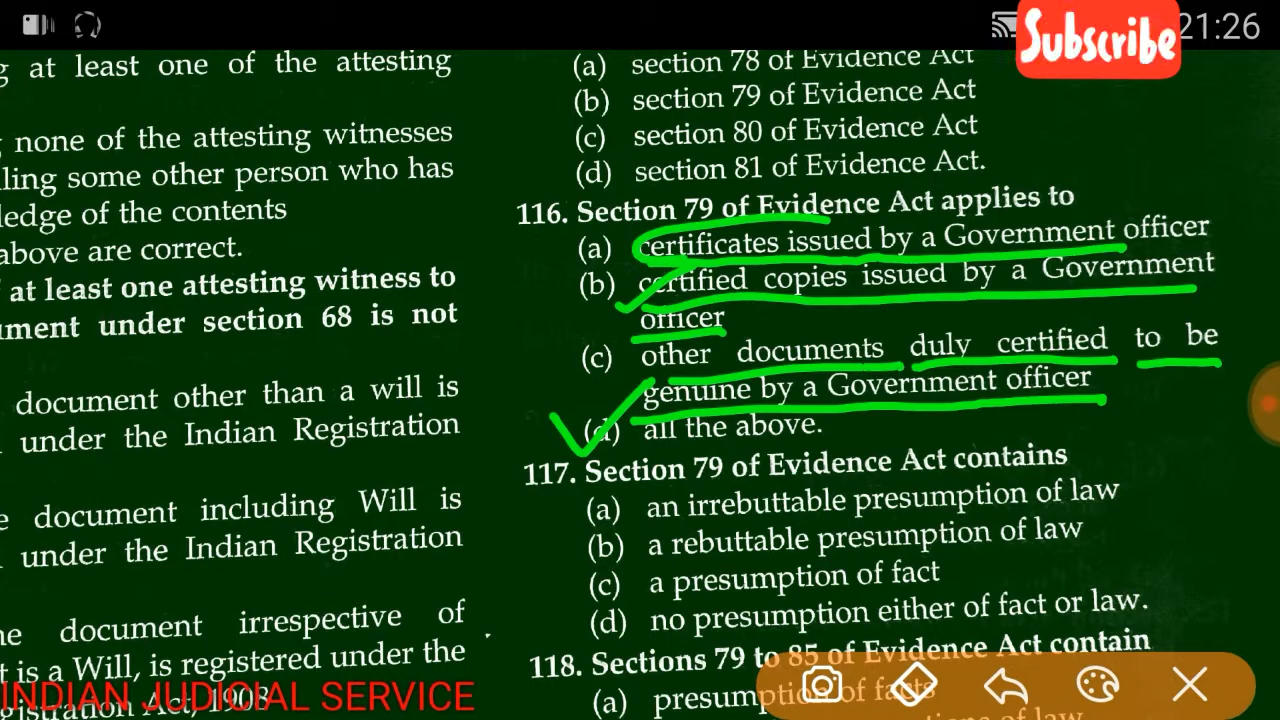 21:26
Subscribe
at least one of the attesting
none of the attesting witnesses
some other person who has
of the contents
above are correct.
at least one attesting witness to
under section 68 is not
document other than a will is
under the Indian Registration
document including Will is
under the Indian Registration
document irrespective of
it is a Will, is registered under the
Act, 1908
INDIAN JUDICIAL SERVICE
(a) section 78 of Evidence Act
(b) section 79 of Evidence Act
(c) section 80 of Evidence Act
(d) section 81 of Evidence Act.
116. Section 79 of Evidence Act applies to
(a) certificates issued by a Government officer
(b) certified copies issued by a Government
officer
(c) other documents duly certified to be
genuine by a Government officer
(d) all the above.
117. Section 79 of Evidence Act contains
(a) an irrebuttable presumption of law
(b) a rebuttable presumption of law
(c) a presumption of fact
(d) no presumption either of fact or law.
118. Sections 79 to 85 of Evidence Act contain
(a) presumption of facts
of law